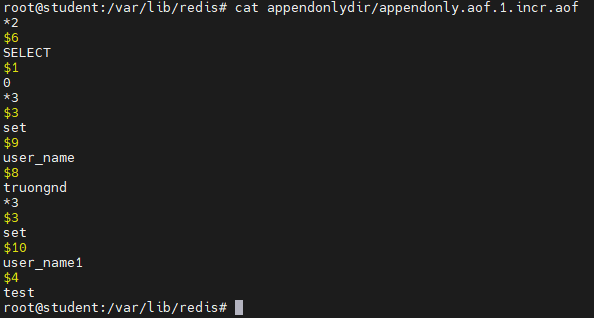 root@student:/var/lib/redis# cat appendonlydir/appendonly.aof.1.incr.aof
*2
$6
SELECT
$1
0
*3
$3
set
$9
user_name
$8
truongnd
*3
$3
set
$10
user_name1
$4
test
root@student:/var/lib/redis#